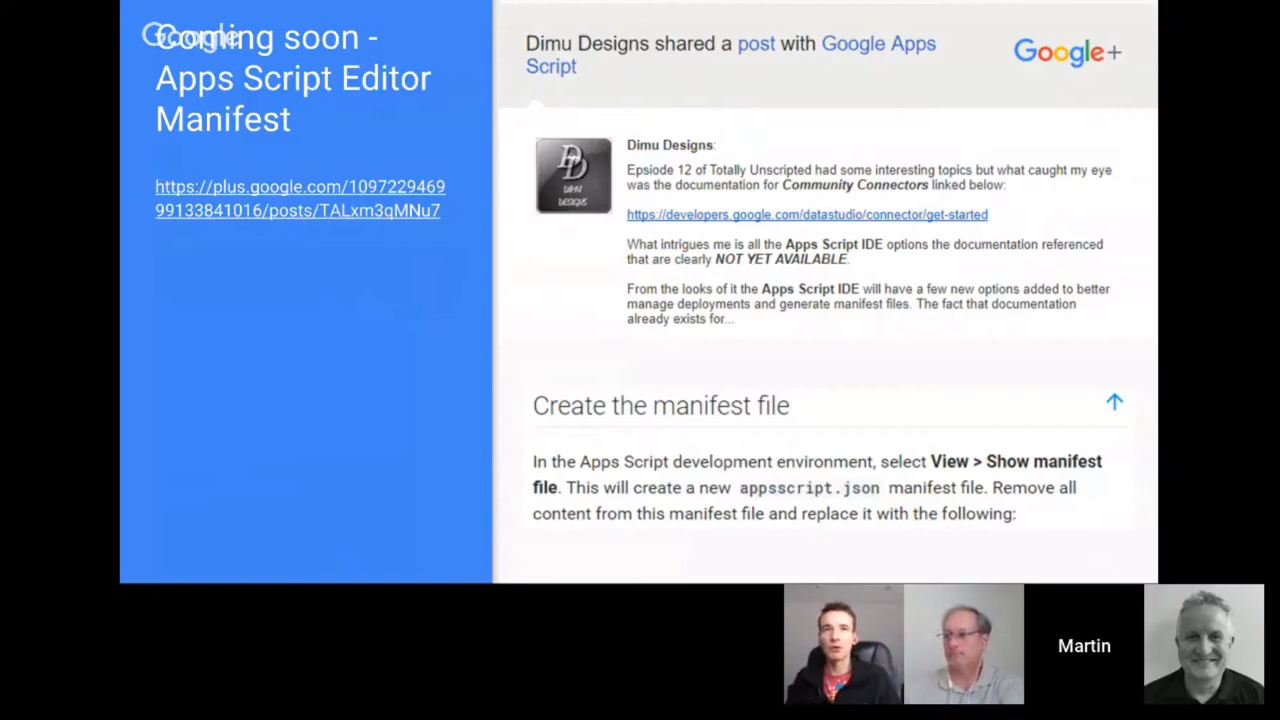 Google
Coming soon -
Apps Script Editor
Manifest
https://plus.google.com/1097229469
99133841016/posts/TALxm3qMNu7
Dimu Designs shared a post with Google Apps
Script
Google+
DD
DIMU
DESIGNS
Dimu Designs:
Epsiode 12 of Totally Unscripted had some interesting topics but what caught my eye
was the documentation for Community Connectors linked below:
https://developers.google.com/datastudio/connector/get-started
What intrigues me is all the Apps Script IDE options the documentation referenced
that are clearly NOT YET AVAILABLE.
From the looks of it the Apps Script IDE will have a few new options added to better
manage deployments and generate manifest files. The fact that documentation
already exists for...
Create the manifest file
In the Apps Script development environment, select View > Show manifest
file. This will create a new appsscript.json manifest file. Remove all
content from this manifest file and replace it with the following:
Martin